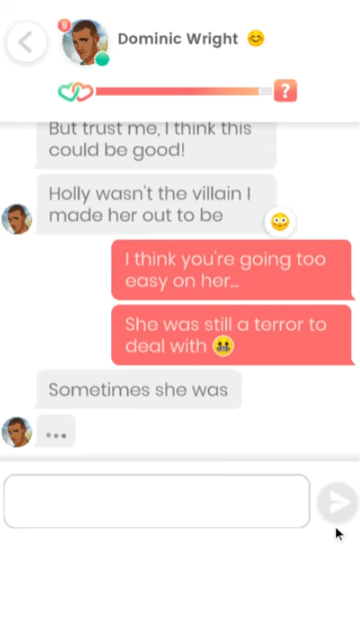 9
Dominic Wright 😊
?
But trust me, I think this
could be good!
Holly wasn't the villain I
made her out to be
I think you're going too
easy on her...
She was still a terror to
deal with 😬
Sometimes she was
...